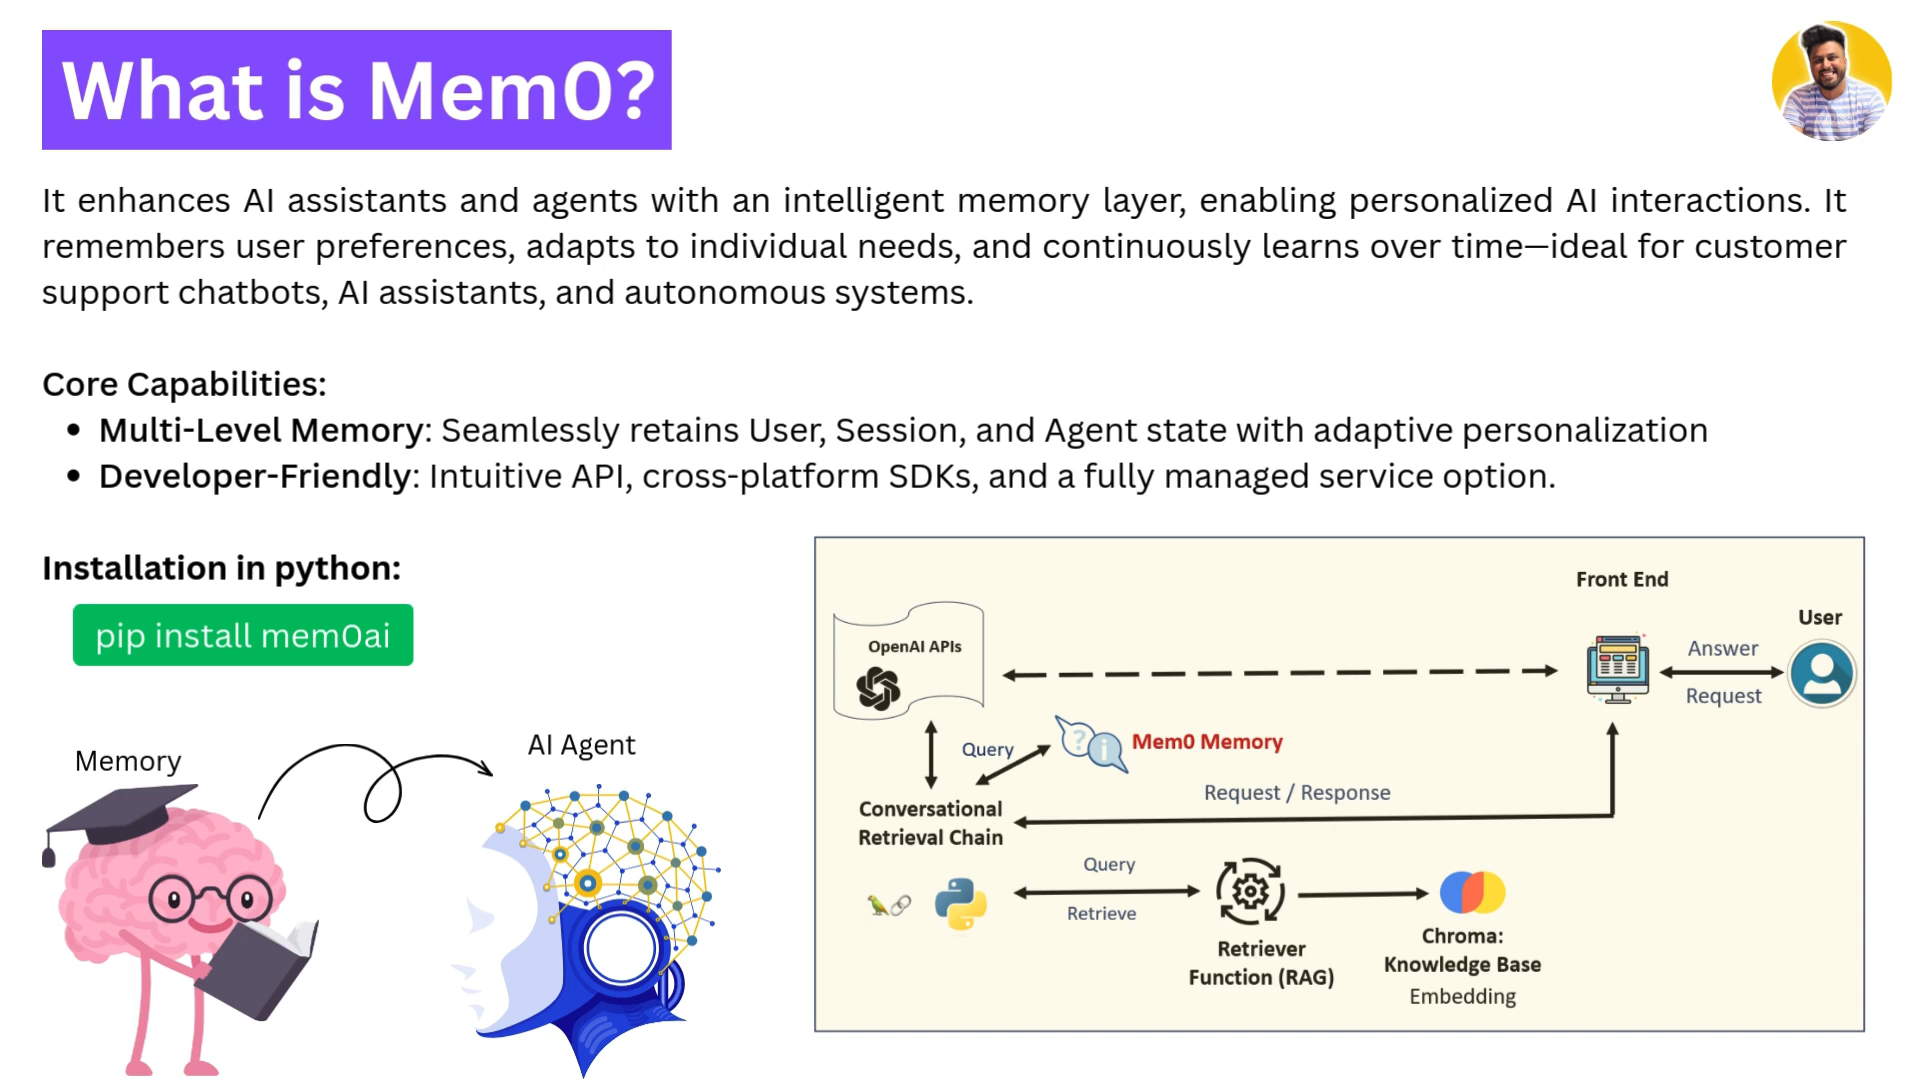 What is Mem0?
It enhances AI assistants and agents with an intelligent memory layer, enabling personalized AI interactions. It
remembers user preferences, adapts to individual needs, and continuously learns over time—ideal for customer
support chatbots, AI assistants, and autonomous systems.
Core Capabilities:
• Multi-Level Memory: Seamlessly retains User, Session, and Agent state with adaptive personalization
• Developer-Friendly: Intuitive API, cross-platform SDKs, and a fully managed service option.
Installation in python:
pip install mem0ai
Memory
AI Agent
Front End
User
OpenAI APIs
Answer
Request
Query
Mem0 Memory
Request / Response
Conversational
Retrieval Chain
Query
Retrieve
Retriever
Function (RAG)
Chroma:
Knowledge Base
Embedding